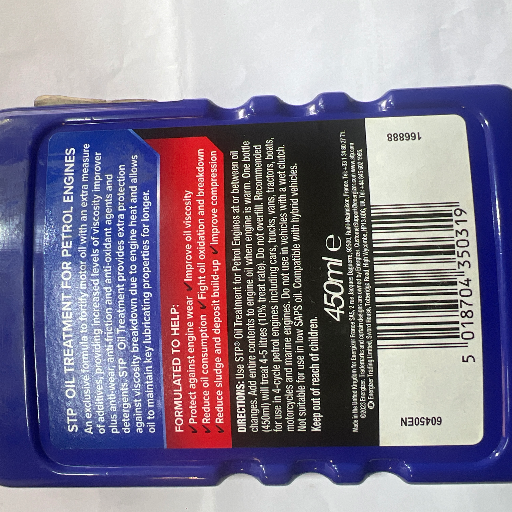 STP® OIL TREATMENT FOR PETROL ENGINES
An exclusive formula to fortify motor oil with an extra measure
of additives, providing increased levels of viscosity improver
plus anti-wear, anti-friction and anti-oxidant agents and
detergents. STP® Oil Treatment provides extra protection
against viscosity breakdown due to engine heat and allows
oil to maintain key lubricating properties for longer.
FORMULATED TO HELP:
✓ Protect against engine wear ✓ Improve oil viscosity
✓ Reduce oil consumption ✓ Fight oil oxidation and breakdown
✓ Reduce sludge and deposit build-up ✓ Improve compression
DIRECTIONS: Use STP® Oil Treatment for Petrol Engines at or between oil
changes. Add entire contents to engine oil when engine is warm. One bottle
(450ml) will treat 4-5 litres (10% treat rate). Do not overfill. Recommended
for use in 4-cycle petrol engines including cars, trucks, vans, tractors, boats,
motorcycles and marine engines. Do not use in vehicles with a wet clutch.
Not suitable for use in low SAPS oil. Compatible with hybrid vehicles.
Keep out of reach of children.
450ml e
60450EN
166888
5 018704 350319